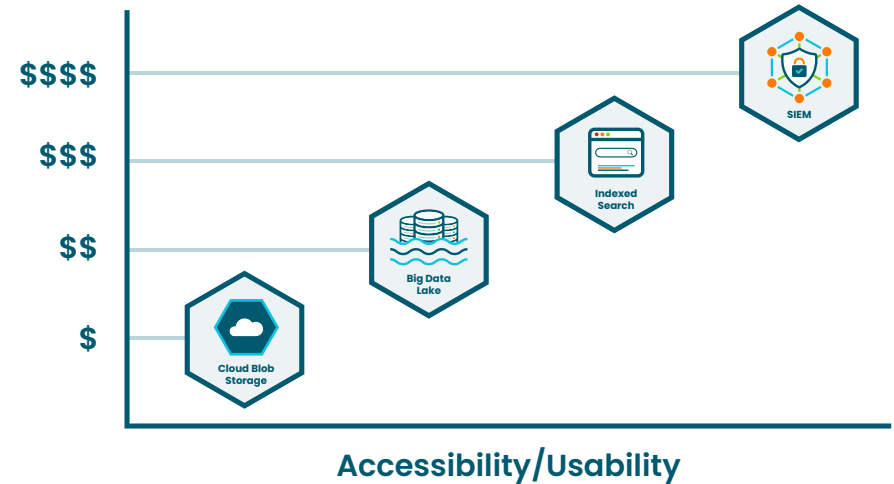 $$$$
SIEM
$$$
Indexed
Search
$$
Big Data
Lake
$
Cloud Blob
Storage
Accessibility/Usability